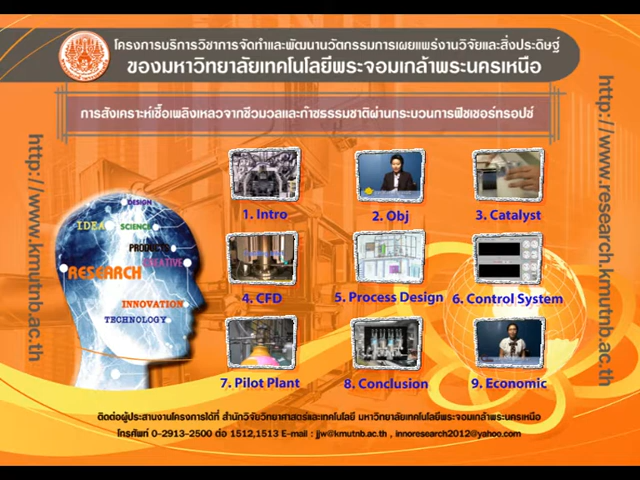 โครงการบริการวิชาการจัดทำและพัฒนานวัตกรรมการเผยแพร่งานวิจัยและสิ่งประดิษฐ์
ของมหาวิทยาลัยเทคโนโลยีพระจอมเกล้าพระนครเหนือ
การสังเคราะห์เชื้อเพลิงเหลวจากชีวมวลและก๊าซธรรมชาติผ่านกระบวนการฟิชเชอร์ทรอปช์
http://www.kmutnb.ac.th
http://www.research.kmutnb.ac.th
DESIGN
IDEA
SCIENCE
PRODUCTS
CREATIVE
RESEARCH
INNOVATION
TECHNOLOGY
1. Intro
2. Obj
3. Catalyst
4. CFD
5. Process Design
6. Control System
7. Pilot Plant
8. Conclusion
9. Economic
ติดต่อผู้ประสานงานโครงการได้ที่ สำนักวิจัยวิทยาศาสตร์และเทคโนโลยี มหาวิทยาลัยเทคโนโลยีพระจอมเกล้าพระนครเหนือ
โทรศัพท์ 0-2913-2500 ต่อ 1512,1513 E-mail : jjw@kmutnb.ac.th , innoresearch2012@yahoo.com